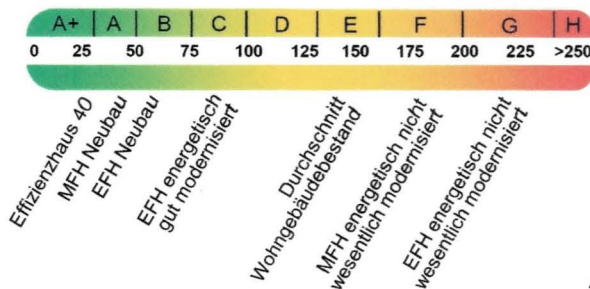 A+ A B C D E F G H
0 25 50 75 100 125 150 175 200 225 >250
Effizienzhaus 40
MFH Neubau
EFH Neubau
EFH energetisch
gut modernisiert
Durchschnitt
Wohngebäudebestand
MFH energetisch nicht
wesentlich modernisiert
EFH energetisch nicht
wesentlich modernisiert